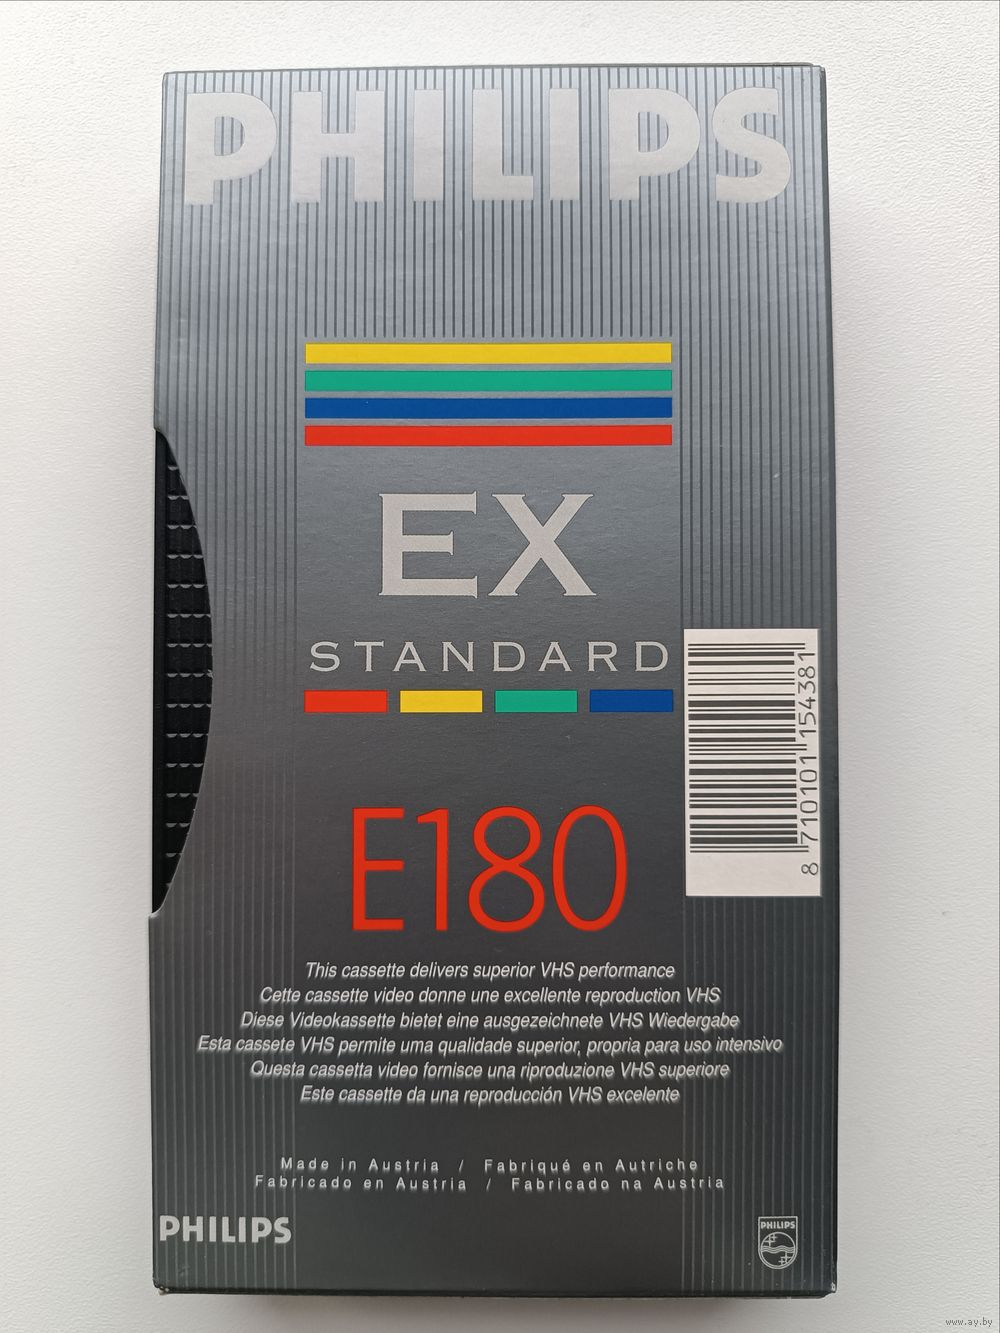 PHILIPS
EX
STANDARD
8 710101 154381
E180
This cassette delivers superior VHS performance
Cette cassette video donne une excellente reproduction VHS
Diese Videokassette bietet eine ausgezeichnete VHS Wiedergabe
Esta cassete VHS permite uma qualidade superior, propria para uso intensivo
Questa cassetta video fornisce una riproduzione VHS superiore
Este cassette da una reproducción VHS excelente
Made in Austria / Fabriqué en Autriche
Fabricado en Austria / Fabricado na Austria
PHILIPS
PHILIPS
www.ay.by